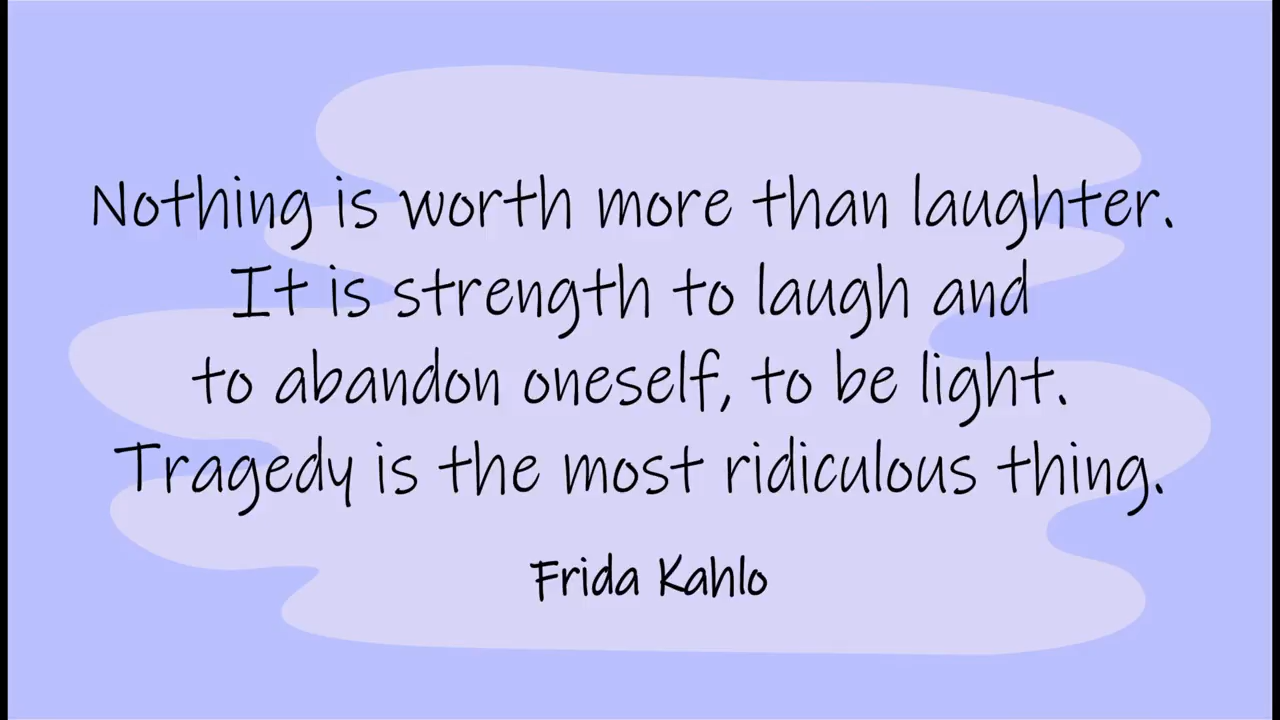 Nothing is worth more than laughter.
It is strength to laugh and
to abandon oneself, to be light.
Tragedy is the most ridiculous thing.
Frida Kahlo